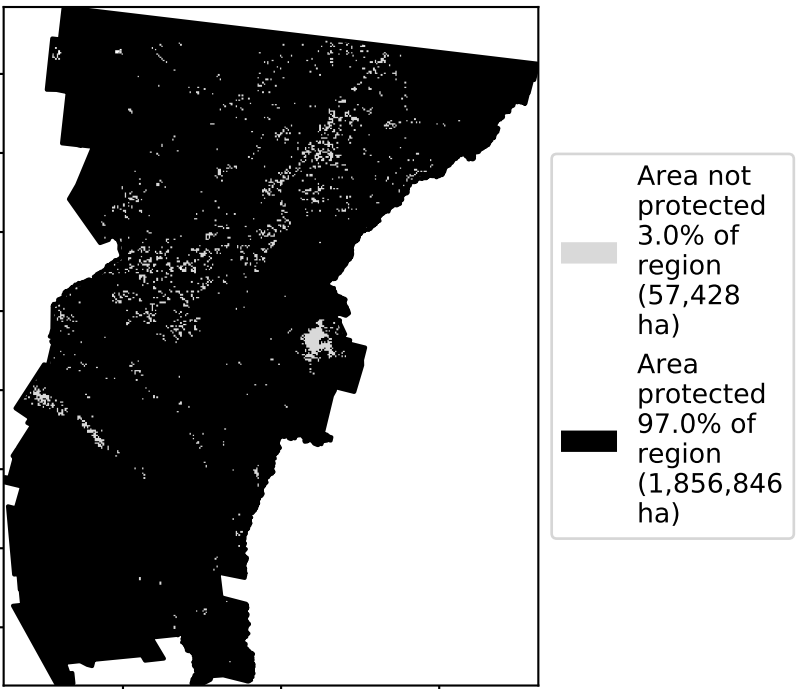 Area not
protected
3.0% of
region
(57,428
ha)
Area
protected
97.0% of
region
(1,856,846
ha)